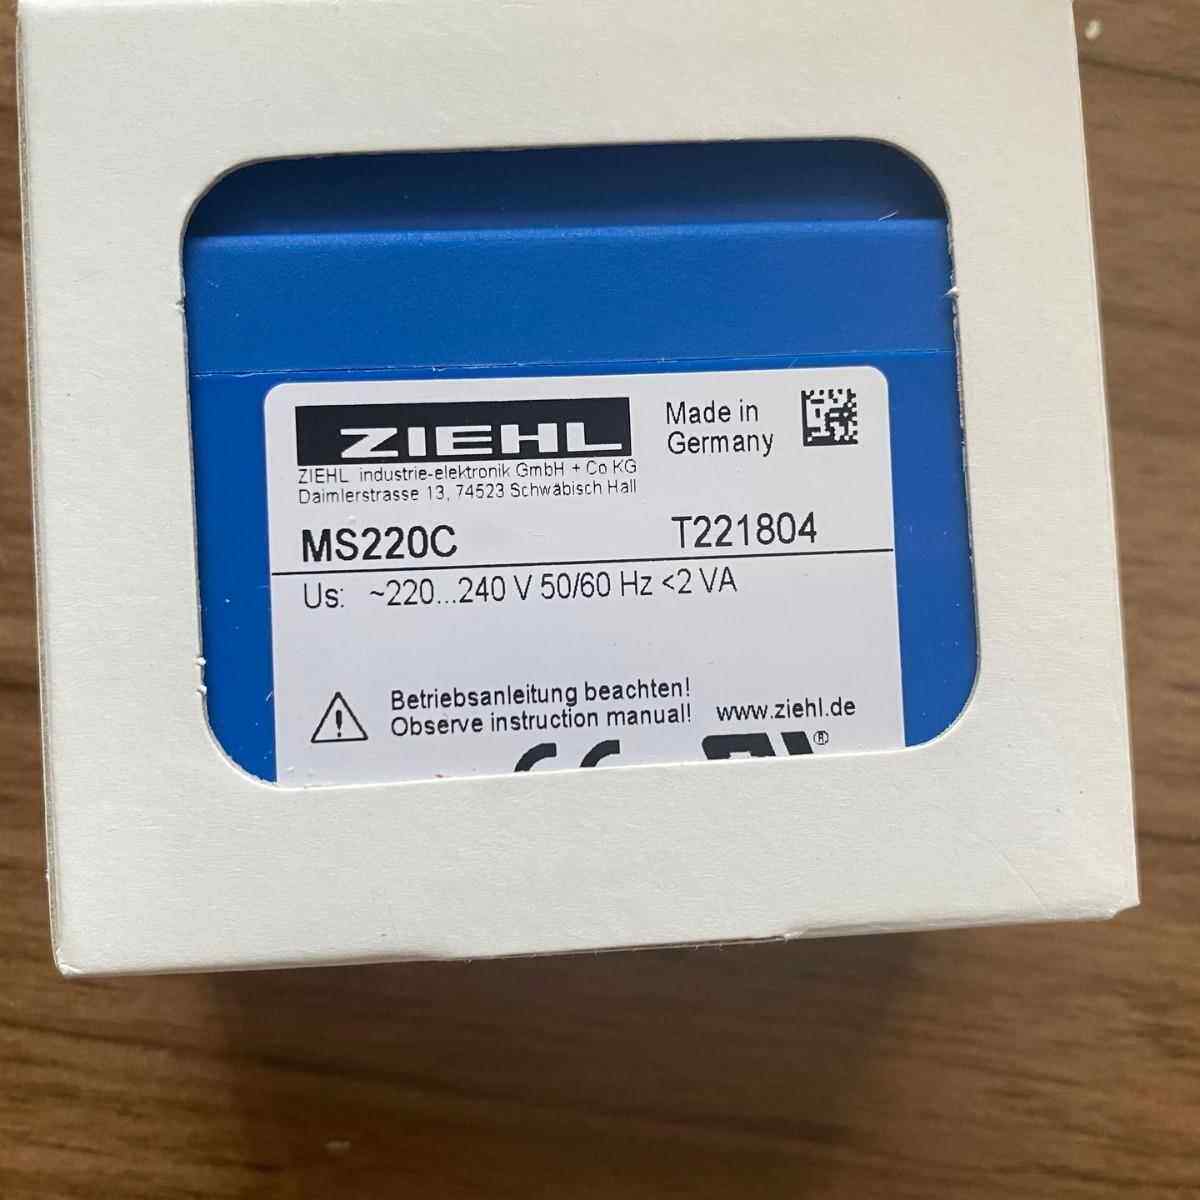 ZIEHL
ZIEHL industrie-elektronik GmbH + Co KG
Daimlerstrasse 13, 74523 Schwäbisch Hall
Made in
Germany
MS220C T221804
Us: ~220...240 V 50/60 Hz <2 VA
Betriebsanleitung beachten!
Observe instruction manual! www.ziehl.de
®